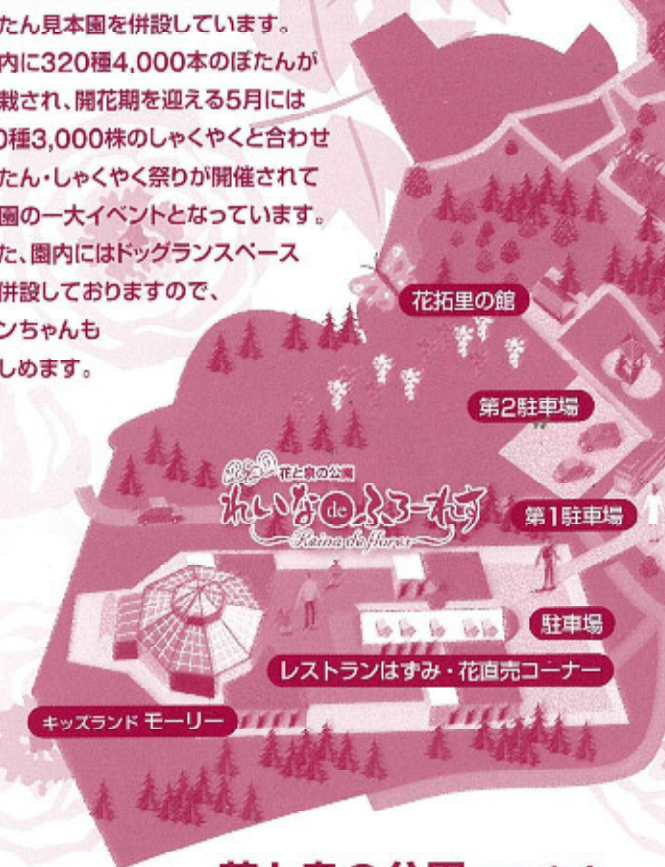 たん見本園を併設しています。
内に320種4,000本のぼたんが
栽され、開花期を迎える5月には
0種3,000株のしゃくやくと合わせ
たん・しゃくやく祭りが開催されて
園の一大イベントとなっています。
た、園内にはドッグランスペース
併設しておりますので、
ンちゃんも
しめます。
花拓里の館
第2駐車場
花と泉の公園
れいなdeふろーれす
Reina de flores
第1駐車場
駐車場
レストランはずみ・花直売コーナー
キッズランド モーリー
花と泉の公園